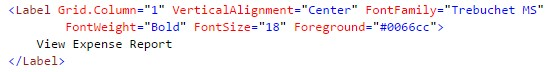 <Label Grid.Column="1" VerticalAlignment="Center" FontFamily="Trebuchet MS"
FontWeight="Bold" FontSize="18" Foreground="#0066cc">
View Expense Report
</Label>